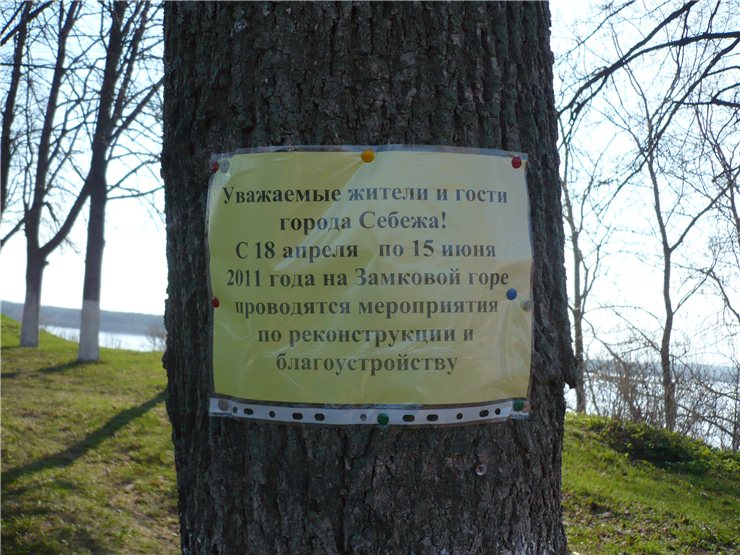 Уважаемые жители и гости
города Себежа!
С 18 апреля по 15 июня
2011 года на Замковой горе
проводятся мероприятия
по реконструкции и
благоустройству